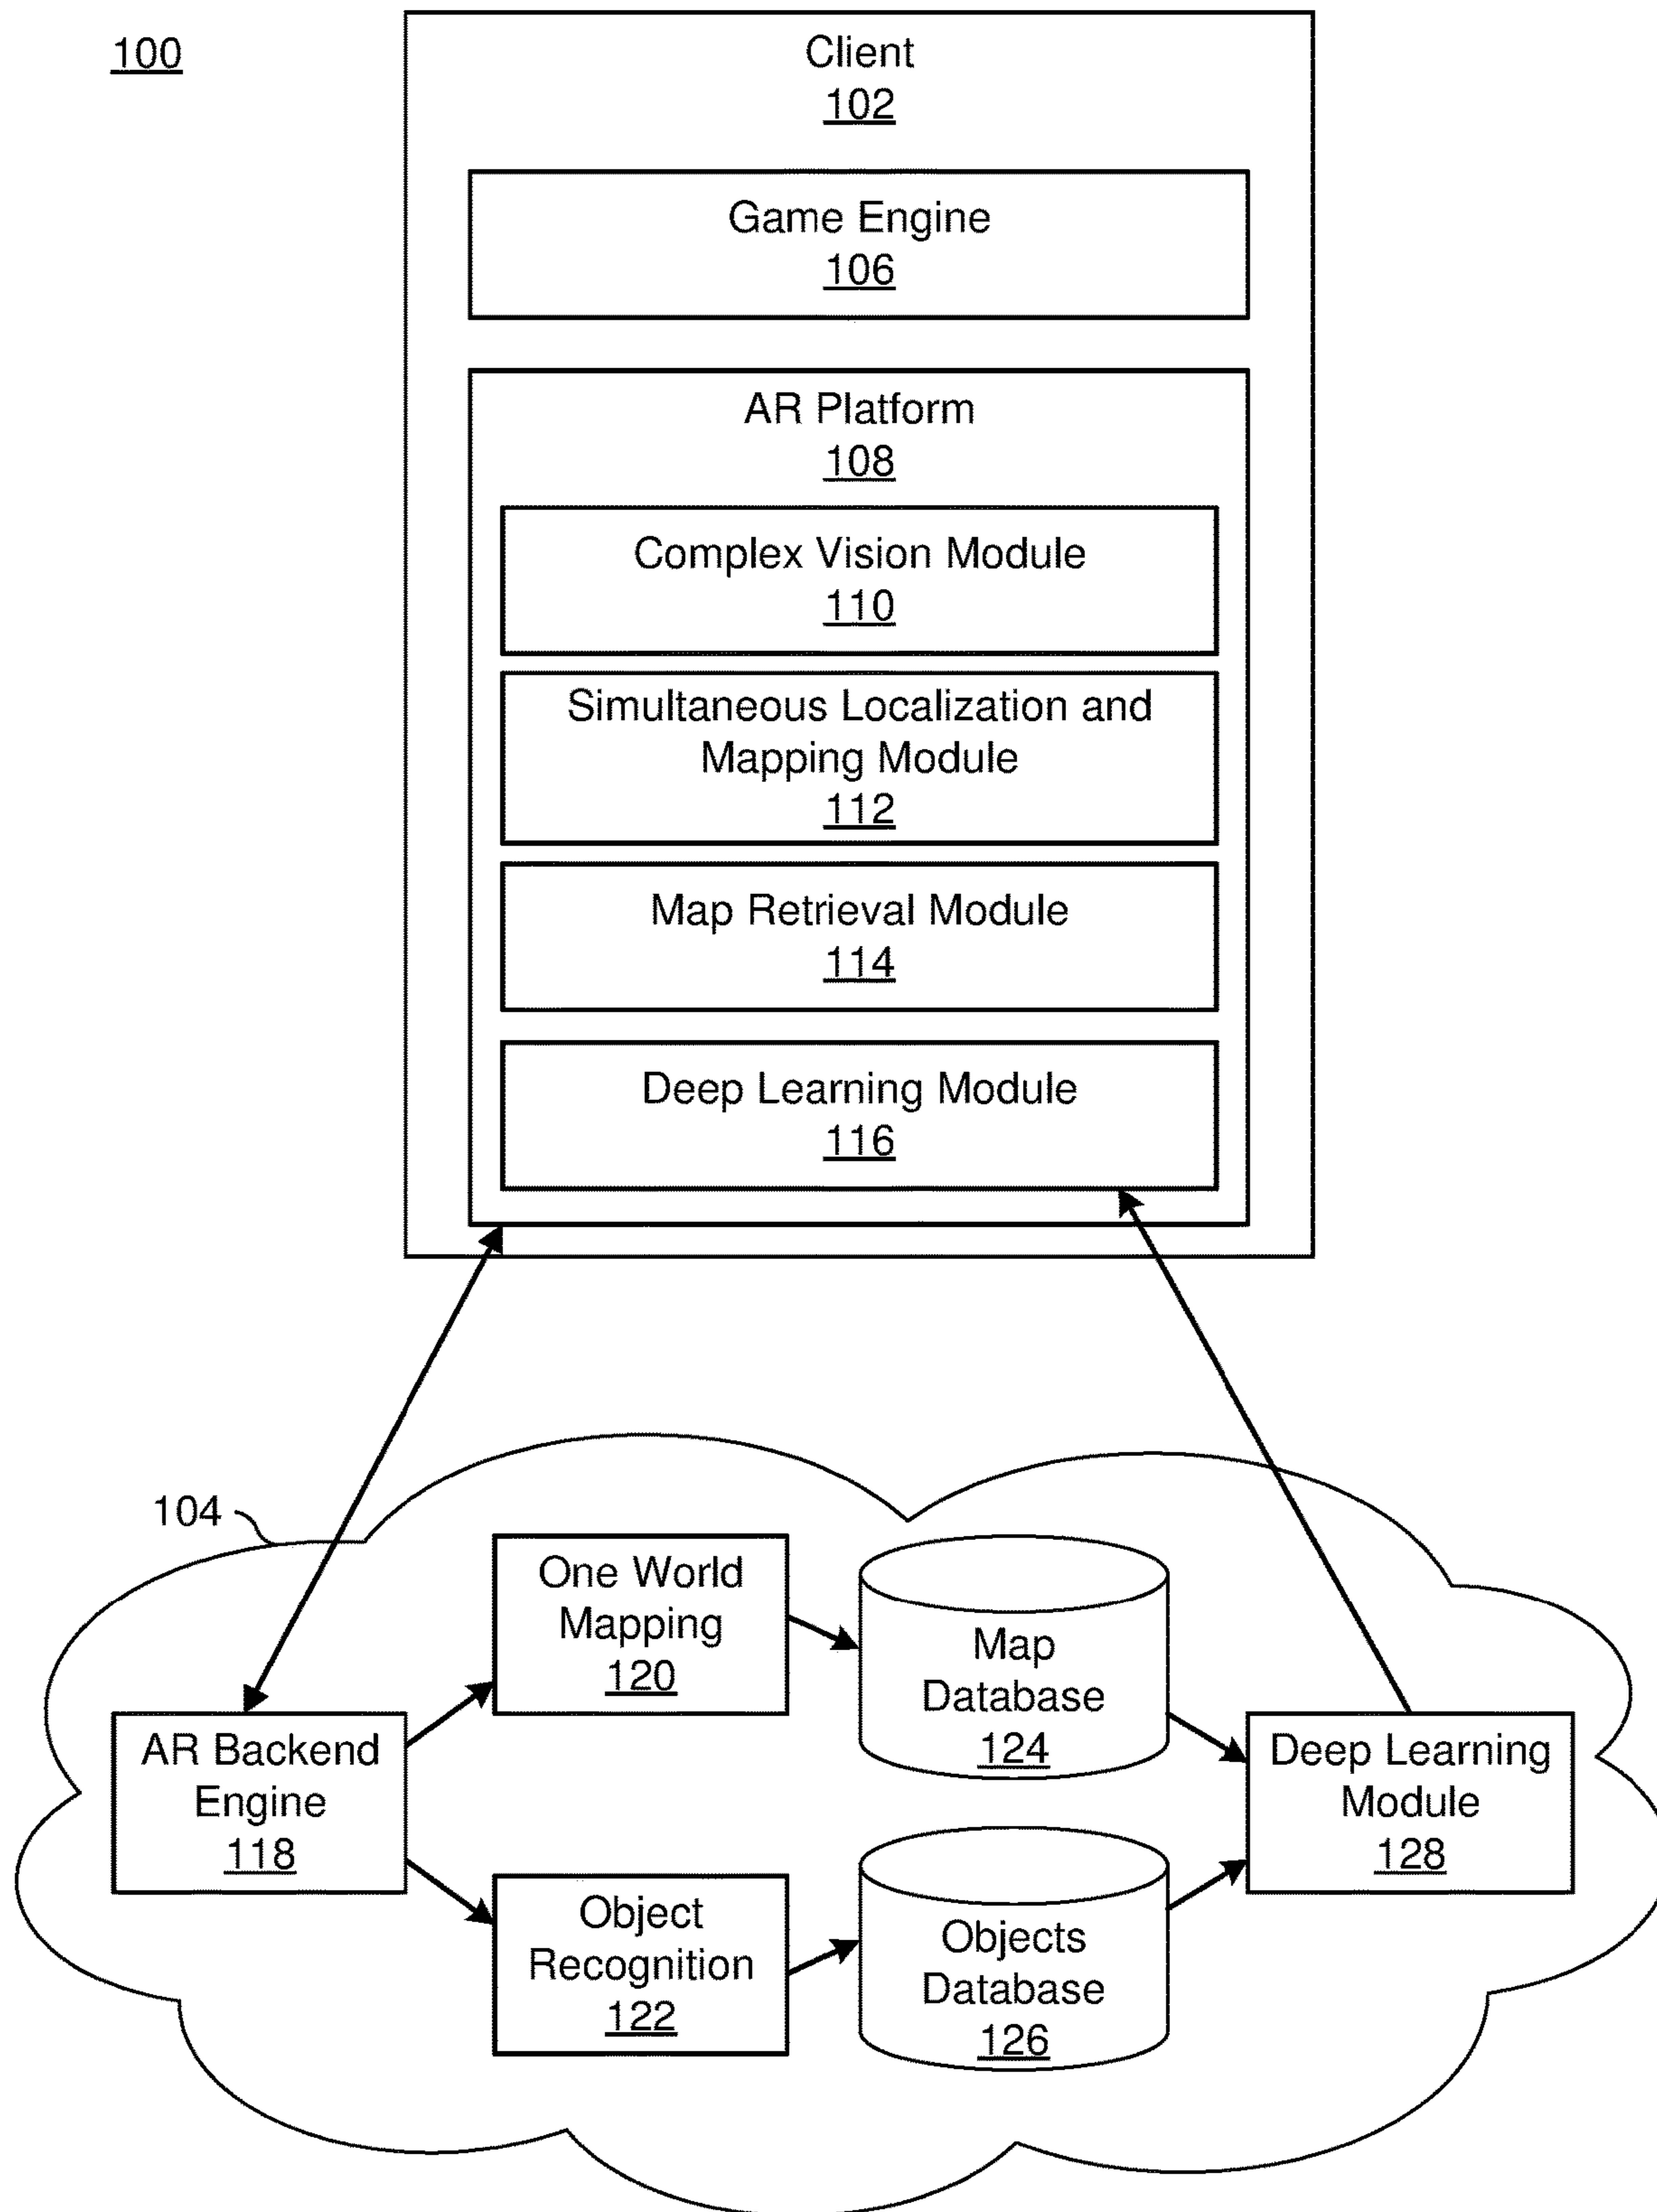 100
Client
102
Game Engine
106
AR Platform
108
Complex Vision Module
110
Simultaneous Localization and
Mapping Module
112
Map Retrieval Module
114
Deep Learning Module
116
104
One World
Mapping
120
Map
Database
124
AR Backend
Engine
118
Deep Learning
Module
128
Object
Recognition
122
Objects
Database
126